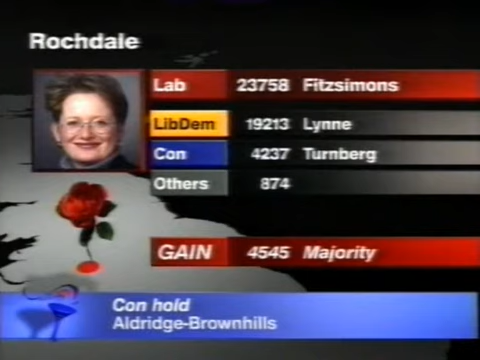 Rochdale
Lab 23758 Fitzsimons
LibDem 19213 Lynne
Con 4237 Turnberg
Others 874
GAIN 4545 Majority
Con hold
Aldridge-Brownhills